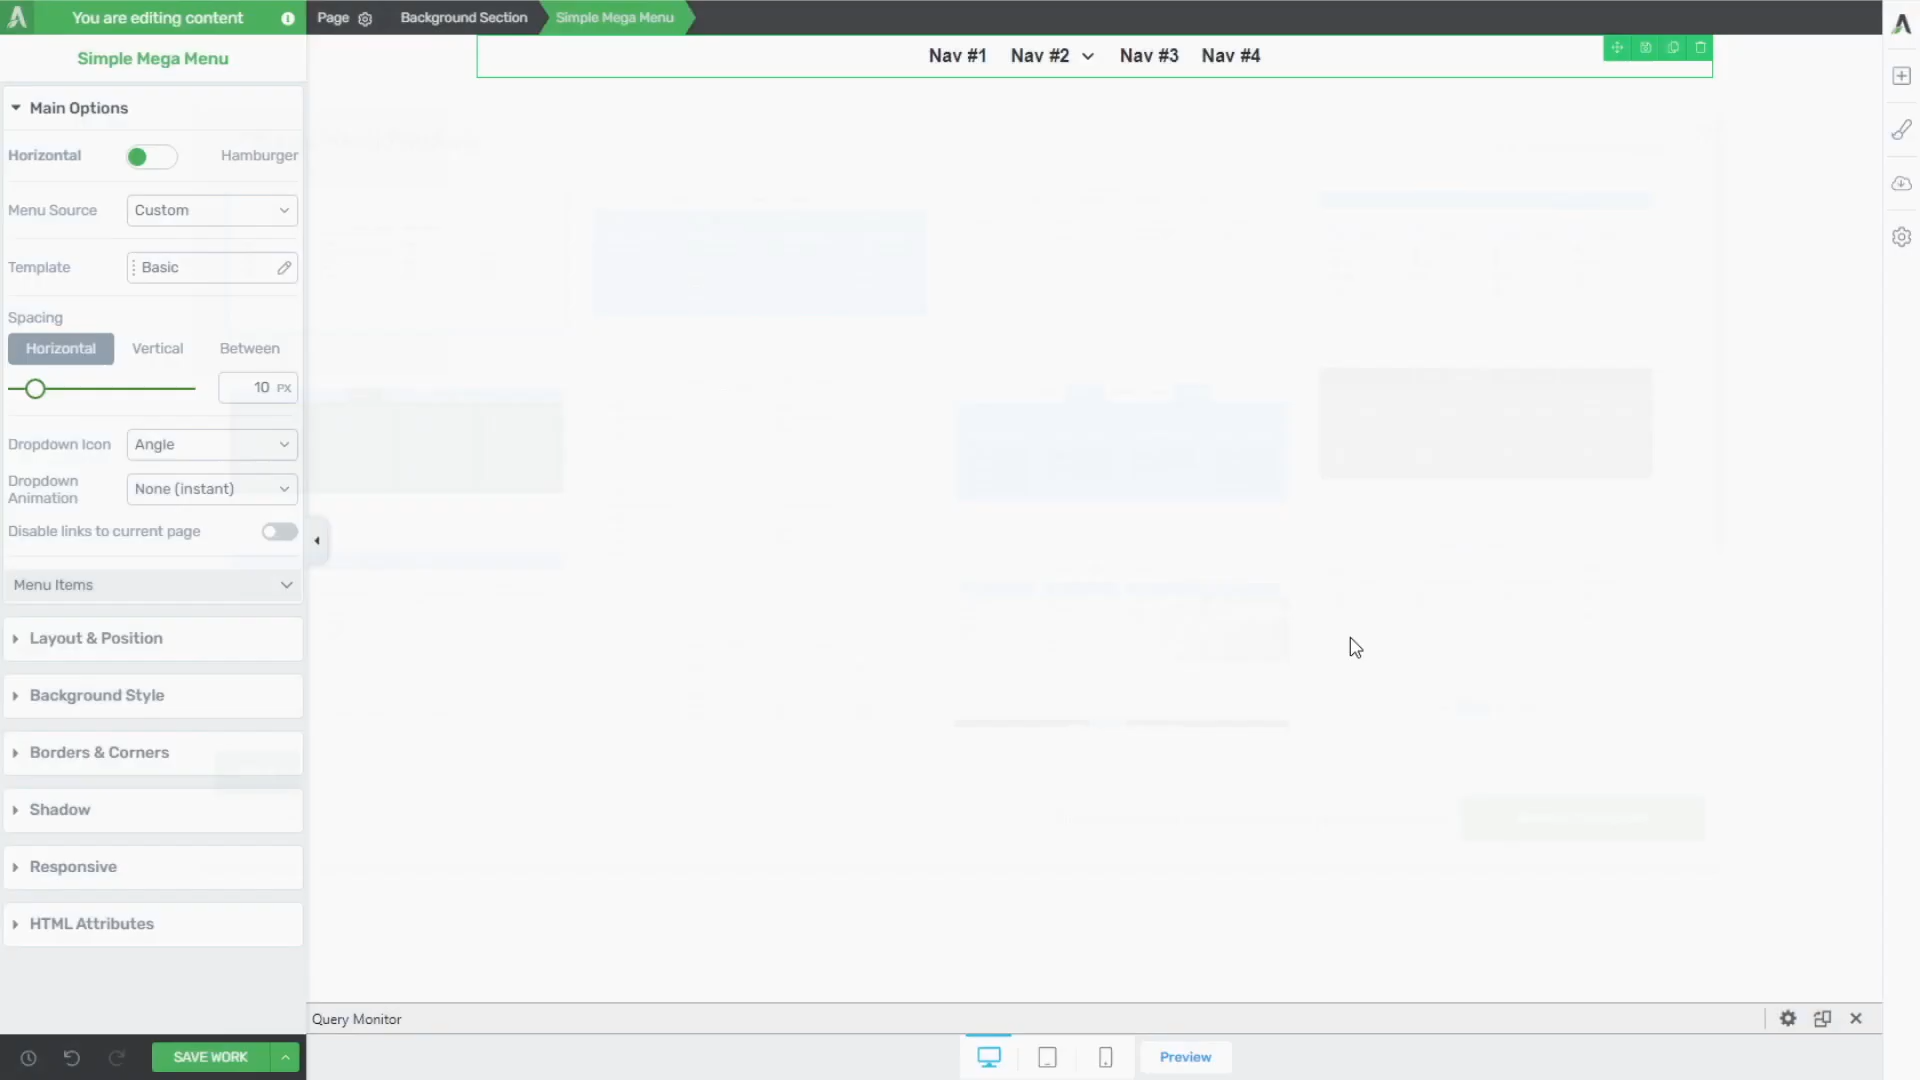 You are editing content
Page
Background Section
Simple Mega Menu
Simple Mega Menu
Nav #1
Nav #2
Nav #3
Nav #4
Main Options
Horizontal
Hamburger
Menu Source
Custom
Template
Basic
Spacing
Horizontal
Vertical
Between
10 PX
Dropdown Icon
Angle
Dropdown
Animation
None (instant)
Disable links to current page
Menu Items
Layout & Position
Background Style
Borders & Corners
Shadow
Responsive
HTML Attributes
Query Monitor
SAVE WORK
Preview